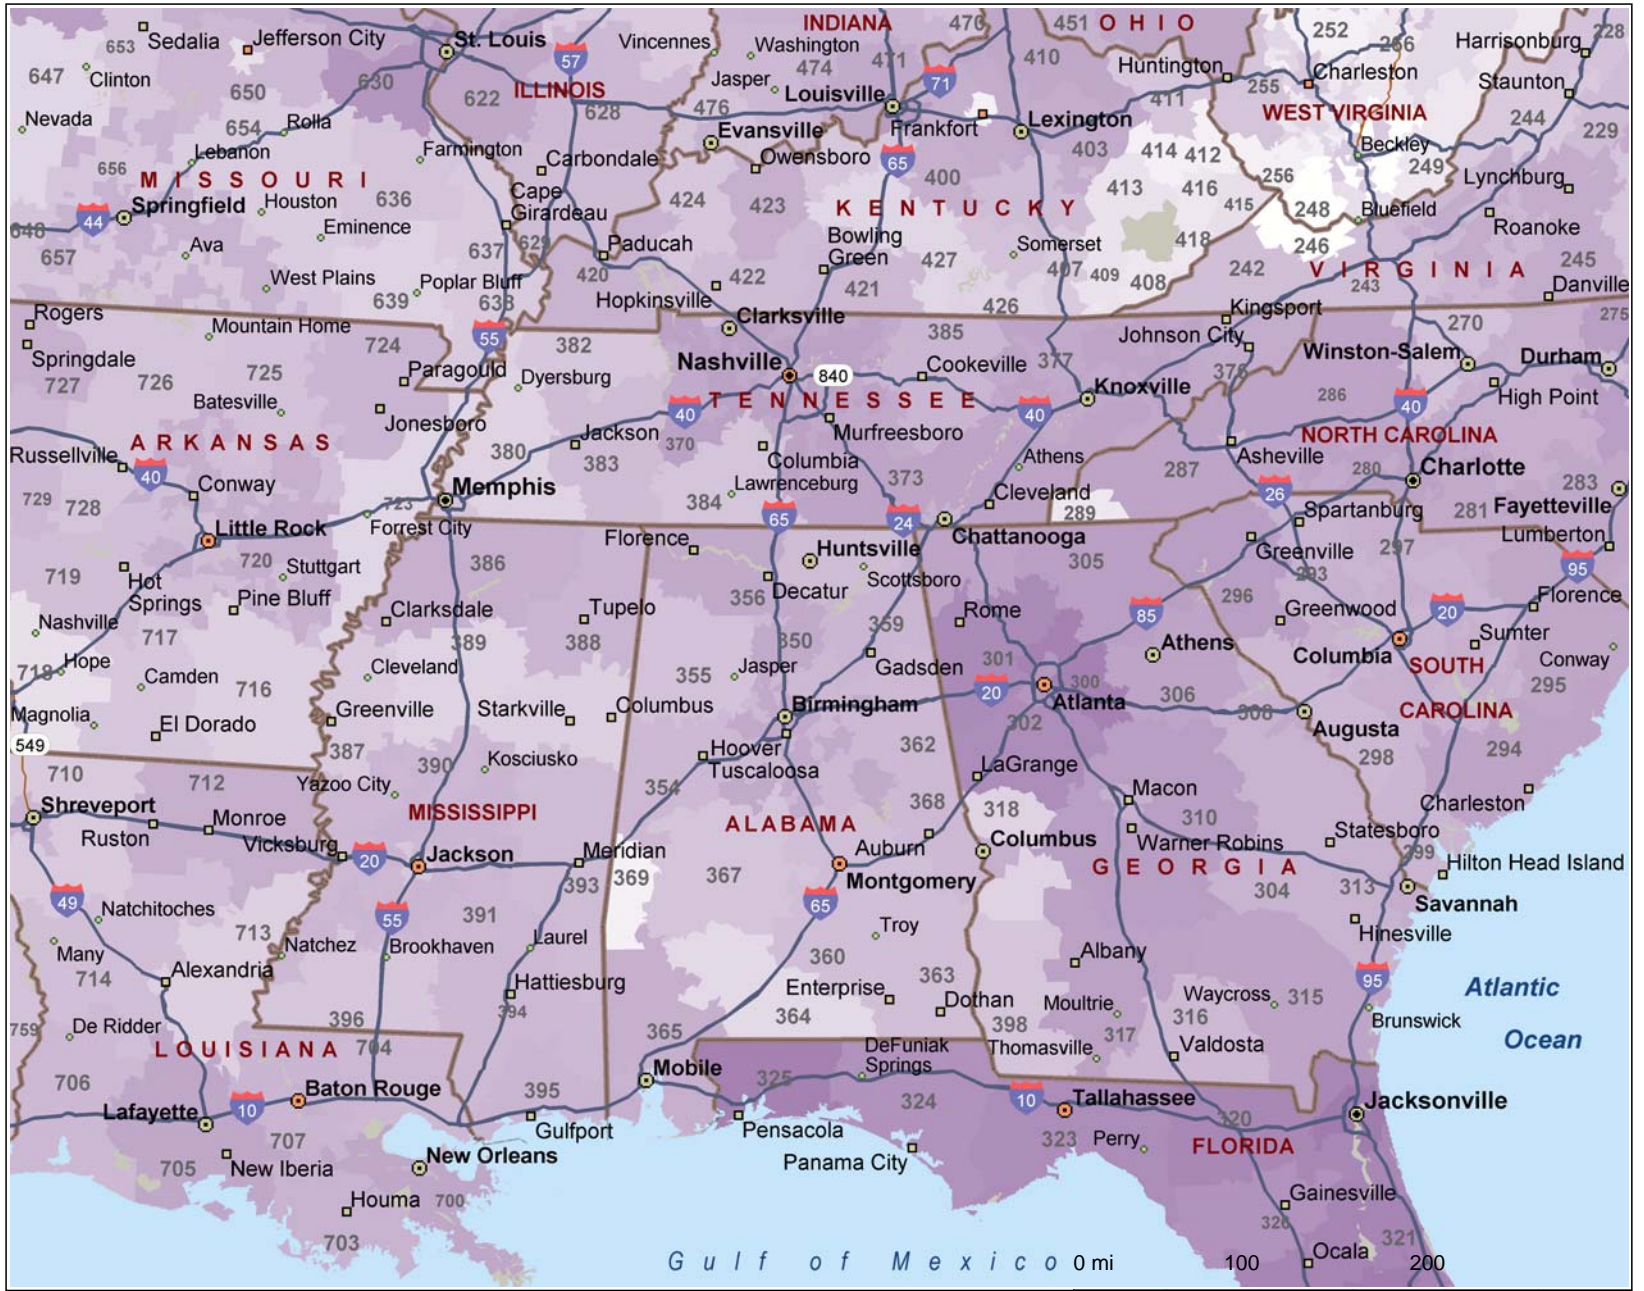 INDIANA
470
451
OHIO
252
266
228
653
Sedalia
Jefferson City
St. Louis
57
Vincennes
Washington
471
410
Harrisonburg
647
Clinton
650
630
622
ILLINOIS
628
Jasper
474
Louisville
71
Huntington
255
Charleston
Staunton
476
411
WEST VIRGINIA
244
Nevada
654
Rolla
Evansville
Frankfort
Lexington
229
656
Lebanon
Farmington
Carbondale
Owensboro
65
403
414
412
Beckley
249
MISSOURI
Cape
Girardeau
400
256
Lynchburg
44
Springfield
Houston
636
424
423
KENTUCKY
413
416
415
248
Bluefield
648
Eminence
Roanoke
657
Ava
637
629
Paducah
Bowling
Green
427
Somerset
418
246
420
407
409
408
242
VIRGINIA
245
West Plains
Poplar Bluff
422
421
243
Danville
639
638
Hopkinsville
426
Rogers
Clarksville
Kingsport
275
Mountain Home
55
385
Johnson City
270
Springdale
724
382
Nashville
840
Cookeville
377
376
Winston-Salem
Durham
727
726
725
Paragould
Dyersburg
Knoxville
Batesville
40
TENNESSEE
40
286
40
High Point
Jonesboro
Jackson
Murfreesboro
ARKANSAS
380
383
370
Columbia
Athens
NORTH CAROLINA
Asheville
Russellville
40
373
287
280
Charlotte
Conway
Memphis
384
Lawrenceburg
Cleveland
26
283
729
728
723
65
24
289
Spartanburg
281
Fayetteville
Little Rock
Forrest City
Florence
Chattanooga
Lumberton
386
Huntsville
305
Greenville
297
719
720
Stuttgart
Scottsboro
293
95
Hot
Springs
Pine Bluff
356
Decatur
296
Florence
Clarksdale
Tupelo
Rome
85
Greenwood
20
Nashville
717
389
388
350
359
Athens
Sumter
718
Hope
Cleveland
355
Jasper
Gadsden
301
Columbia
SOUTH
CAROLINA
Conway
Camden
716
20
300
306
295
Magnolia
Greenville
Starkville
Columbus
Birmingham
Atlanta
308
El Dorado
302
Augusta
549
387
390
Kosciusko
Hoover
Tuscaloosa
362
298
294
710
712
Yazoo City
354
LaGrange
Shreveport
MISSISSIPPI
368
318
Macon
Charleston
Ruston
Monroe
ALABAMA
310
Vicksburg
Warner Robins
Statesboro
20
Jackson
Meridian
Auburn
Columbus
299
Hilton Head Island
393
369
367
Montgomery
GEORGIA
304
313
49
Savannah
Natchitoches
55
391
65
713
Natchez
Brookhaven
Laurel
Troy
Hinesville
Many
714
Alexandria
360
Albany
95
Hattiesburg
363
Enterprise
Dothan
Moultrie
Waycross
315
Atlantic
Ocean
759
De Ridder
396
394
364
398
317
316
Brunswick
LOUISIANA
704
365
DeFuniak
Springs
Thomasville
Valdosta
706
Mobile
325
Baton Rouge
395
324
10
Tallahassee
Jacksonville
Lafayette
10
320
707
Gulfport
Pensacola
323
Perry
FLORIDA
705
New Iberia
New Orleans
Panama City
Houma
700
Gainesville
326
703
321
Gulf of Mexico
0 mi
100
200
Ocala